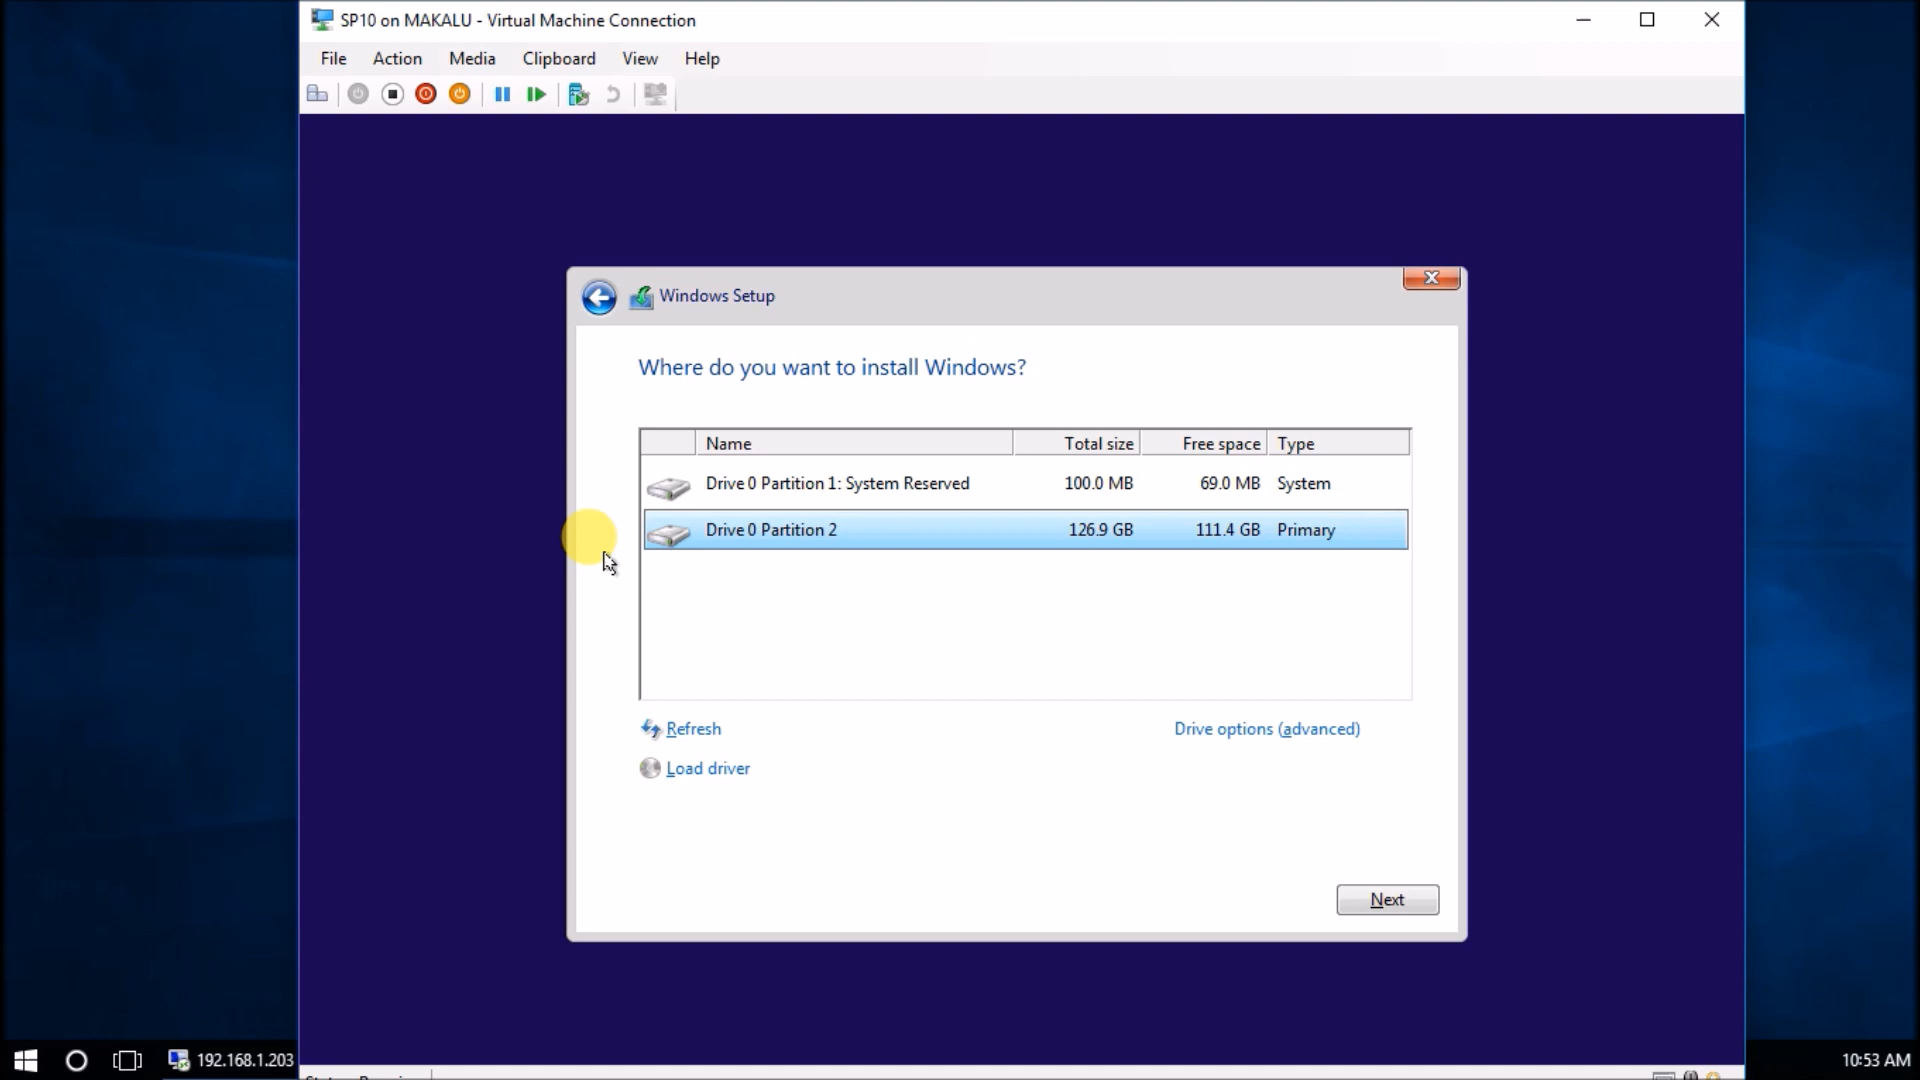 SP10 on MAKALU - Virtual Machine Connection
File Action Media Clipboard View Help
Windows Setup
Where do you want to install Windows?
Name Total size Free space Type
Drive 0 Partition 1: System Reserved 100.0 MB 69.0 MB System
Drive 0 Partition 2 126.9 GB 111.4 GB Primary
Refresh Drive options (advanced)
Load driver
Next
192.168.1.203 10:53 AM